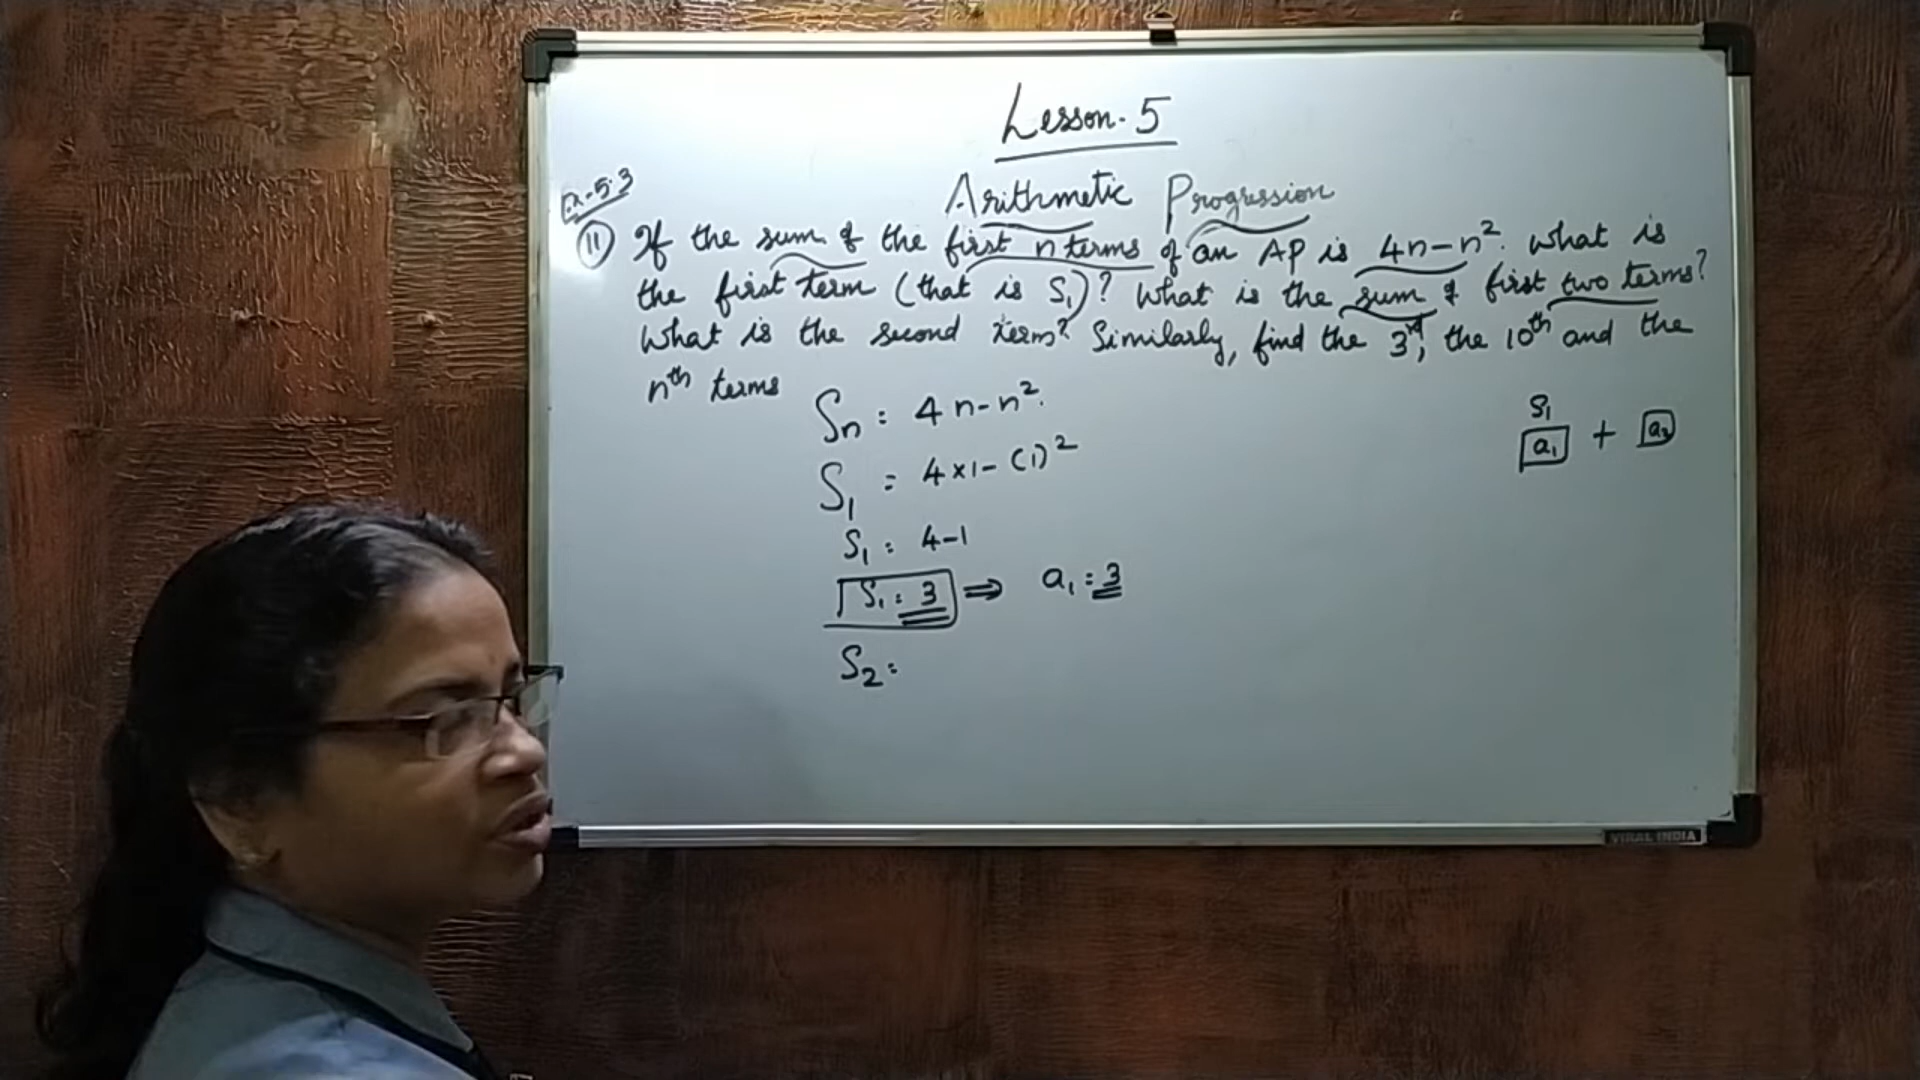 Lesson-5
Arithmetic Progression
Ex-5.3
(11) If the sum of the first n terms of an AP is 4n-n². What is
the first term (that is S₁)? What is the sum of first two terms?
What is the second term? Similarly, find the 3rd, the 10th and the
nth terms
Sn = 4n-n².
S₁ = 4×1-(1)²
S₁ = 4-1
S₁ = 3 ⇒ a₁ = 3
S₂ =
S₁
a₁ + a₂
VIRAL INDIA